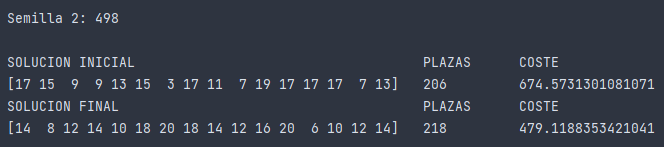 Semilla 2: 498
SOLUCION INICIAL PLAZAS COSTE
[17 15  9  9 13 15  3 17 11  7 19 17 17 17  7 13] 206 674.5731301081071
SOLUCION FINAL PLAZAS COSTE
[14  8 12 14 10 18 20 18 14 12 16 20  6 10 12 14] 218 479.1188353421041